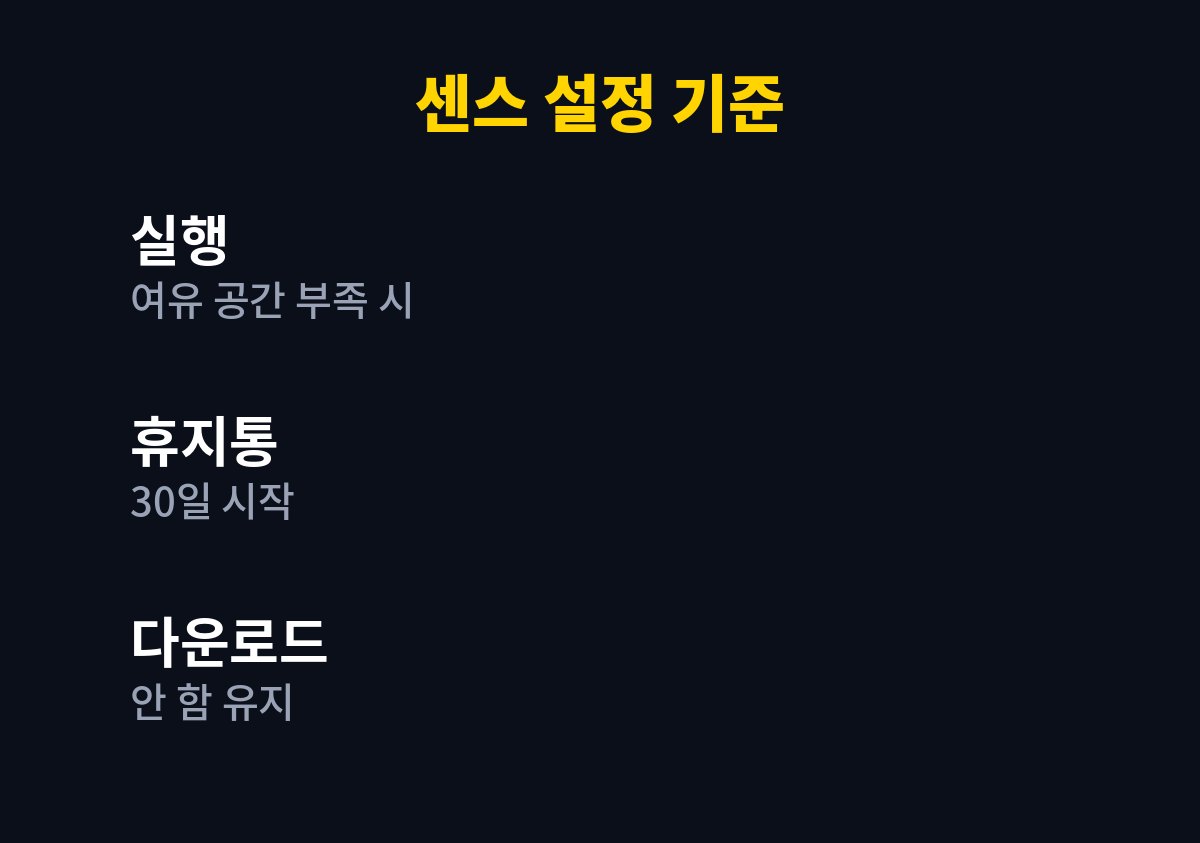 센스 설정 기준
실행
여유 공간 부족 시
휴지통
30일 시작
다운로드
안 함 유지